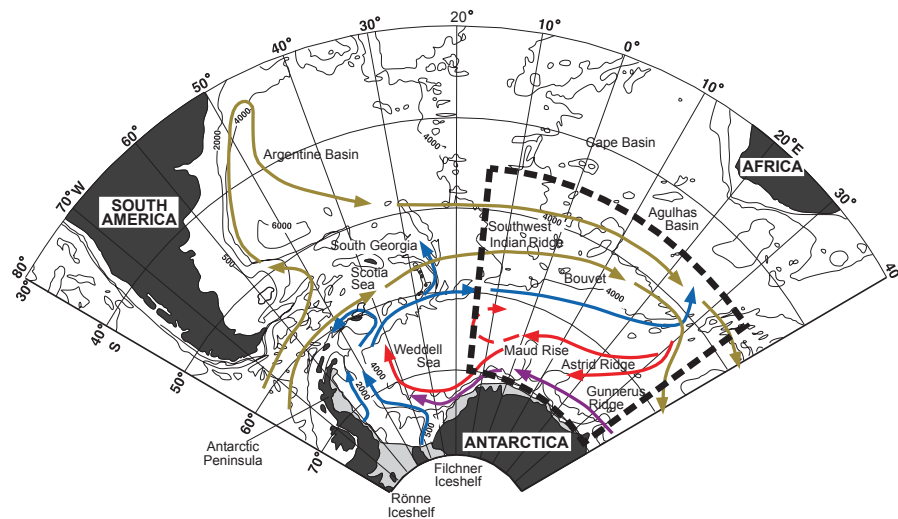 20°
30°
10°
40°
0°
50°
10°
60°
20°E
70°W
30°
80°
40
30°
40°
S
50°
60°
70°
SOUTH
AMERICA
AFRICA
ANTARCTICA
Argentine Basin
Cape Basin
Agulhas
Basin
South Georgia
Southwest
Indian Ridge
Scotia
Sea
Bouvet
Weddell
Sea
Maud Rise
Astrid Ridge
Gunnerus
Ridge
Antarctic
Peninsula
Filchner
Iceshelf
Rönne
Iceshelf
2000
4000
4000
6000
500
4000
4000
4000
2000
500